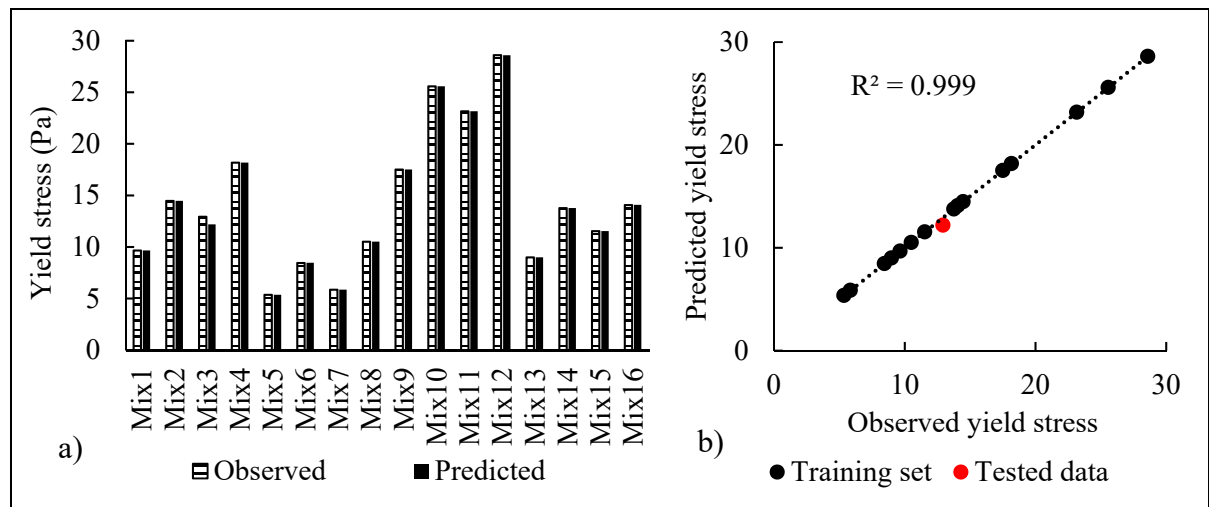 Yield stress (Pa)
30
25
20
15
10
5
0
Mix1
Mix2
Mix3
Mix4
Mix5
Mix6
Mix7
Mix8
Mix9
Mix10
Mix11
Mix12
Mix13
Mix14
Mix15
Mix16
a)
Observed Predicted
Predicted yield stress
30
20
10
0
R² = 0.999
0 10 20 30
Observed yield stress
b)
Training set Tested data